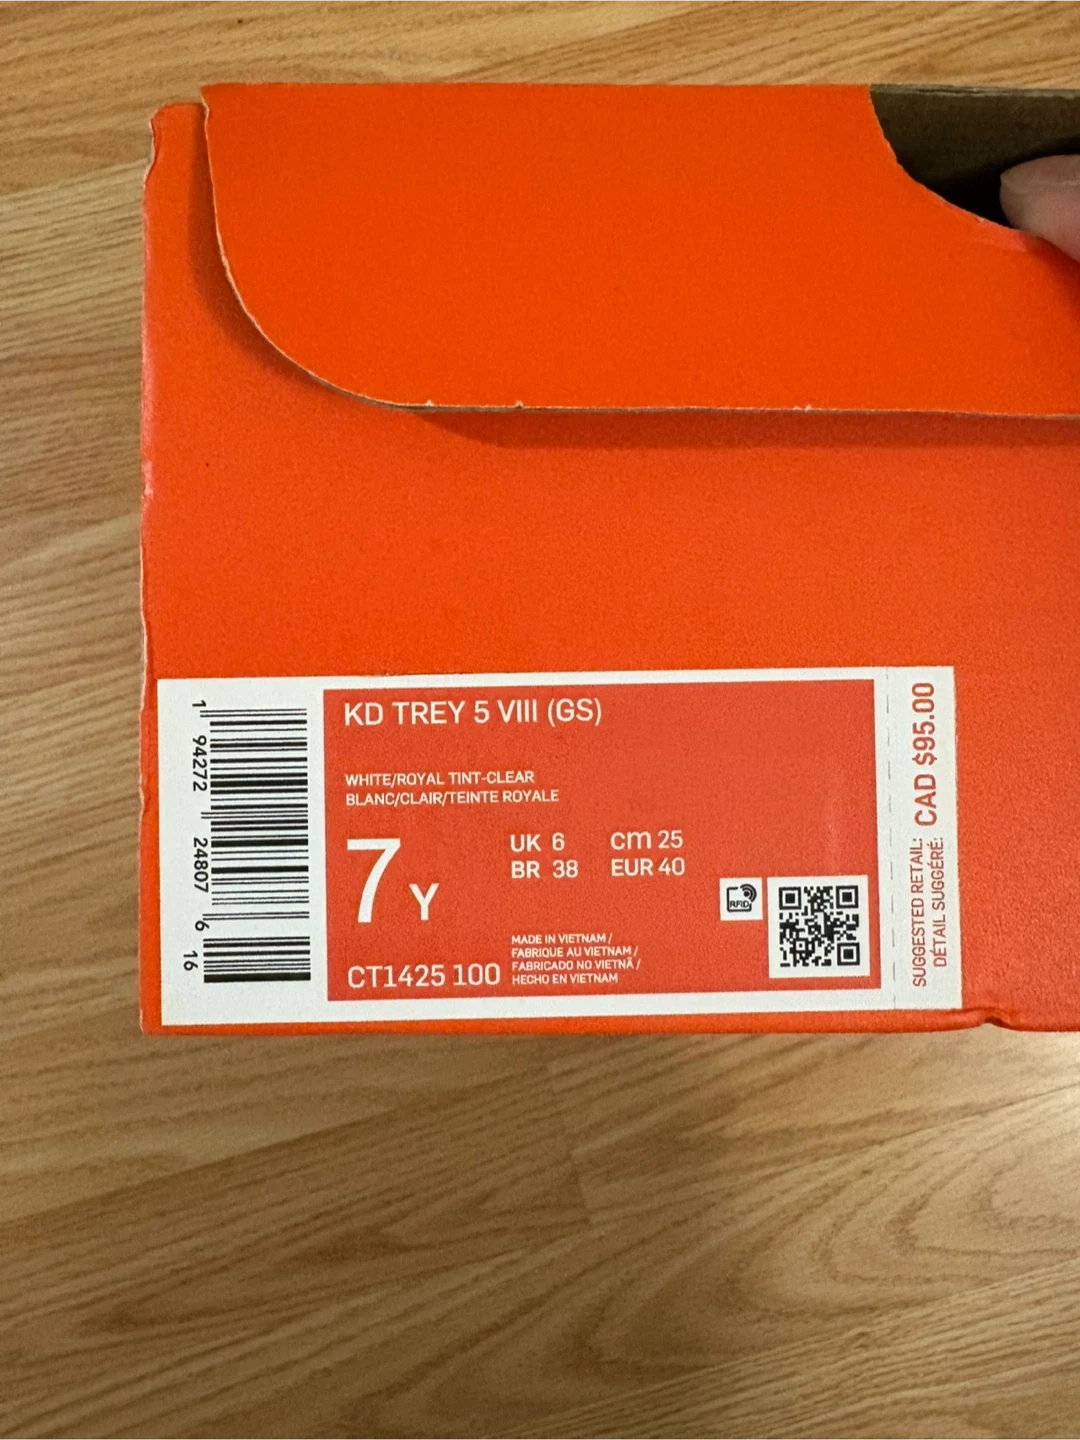 KD TREY 5 VIII (GS)
WHITE/ROYAL TINT-CLEAR
BLANC/CLAIR/TEINTE ROYALE
7 Y
UK 6 cm 25
BR 38 EUR 40
CT1425 100
MADE IN VIETNAM /
FABRIQUE AU VIETNAM /
FABRICADO NO VIETNÃ /
HECHO EN VIETNAM
RFID
1 94272 24807 6
16
SUGGESTED RETAIL:
DÉTAIL SUGGÉRÉ:
CAD $95.00